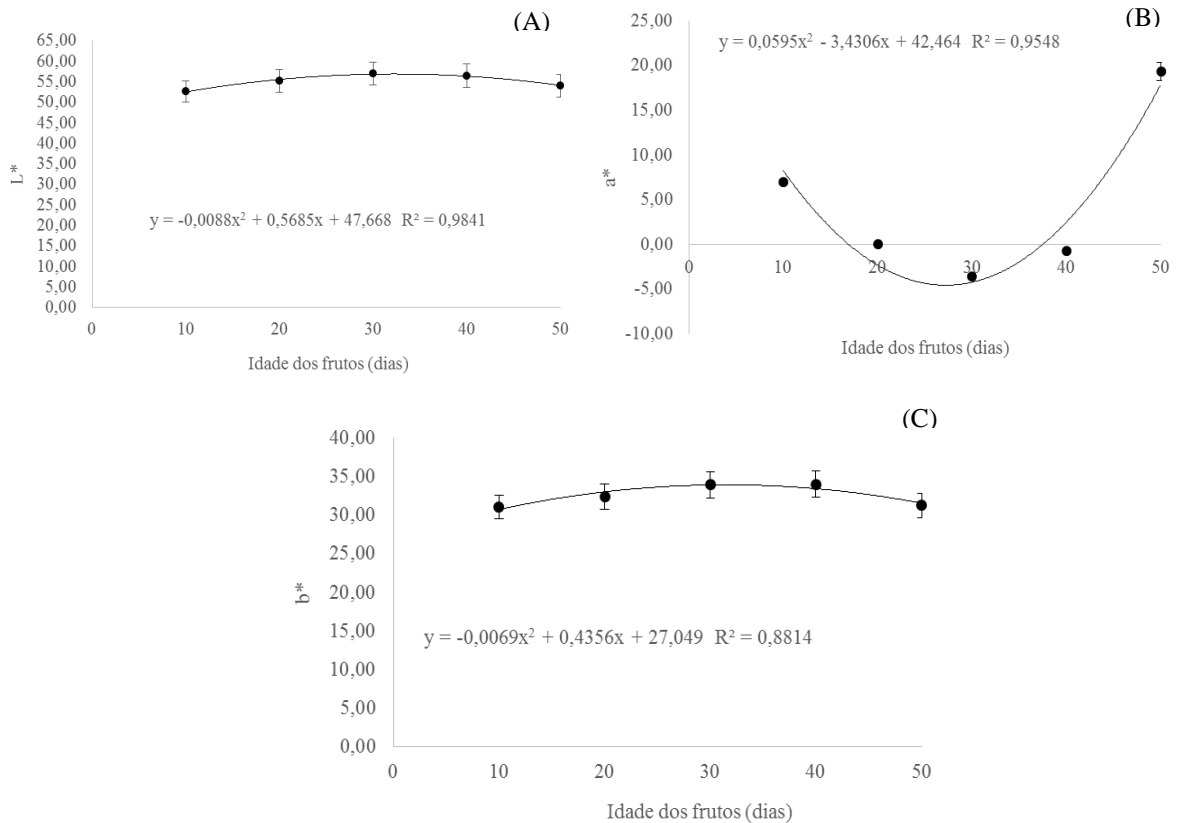 (A)
65,00
60,00
55,00
50,00
45,00
40,00
35,00
30,00
25,00
20,00
15,00
10,00
5,00
0,00
L*
y = -0,0088x² + 0,5685x + 47,668 R² = 0,9841
0 10 20 30 40 50
Idade dos frutos (dias)
(B)
25,00
20,00
15,00
10,00
5,00
0,00
-5,00
-10,00
a*
y = 0,0595x² - 3,4306x + 42,464 R² = 0,9548
0 10 20 30 40 50
Idade dos frutos (dias)
(C)
40,00
35,00
30,00
25,00
20,00
15,00
10,00
5,00
0,00
b*
y = -0,0069x² + 0,4356x + 27,049 R² = 0,8814
0 10 20 30 40 50
Idade dos frutos (dias)